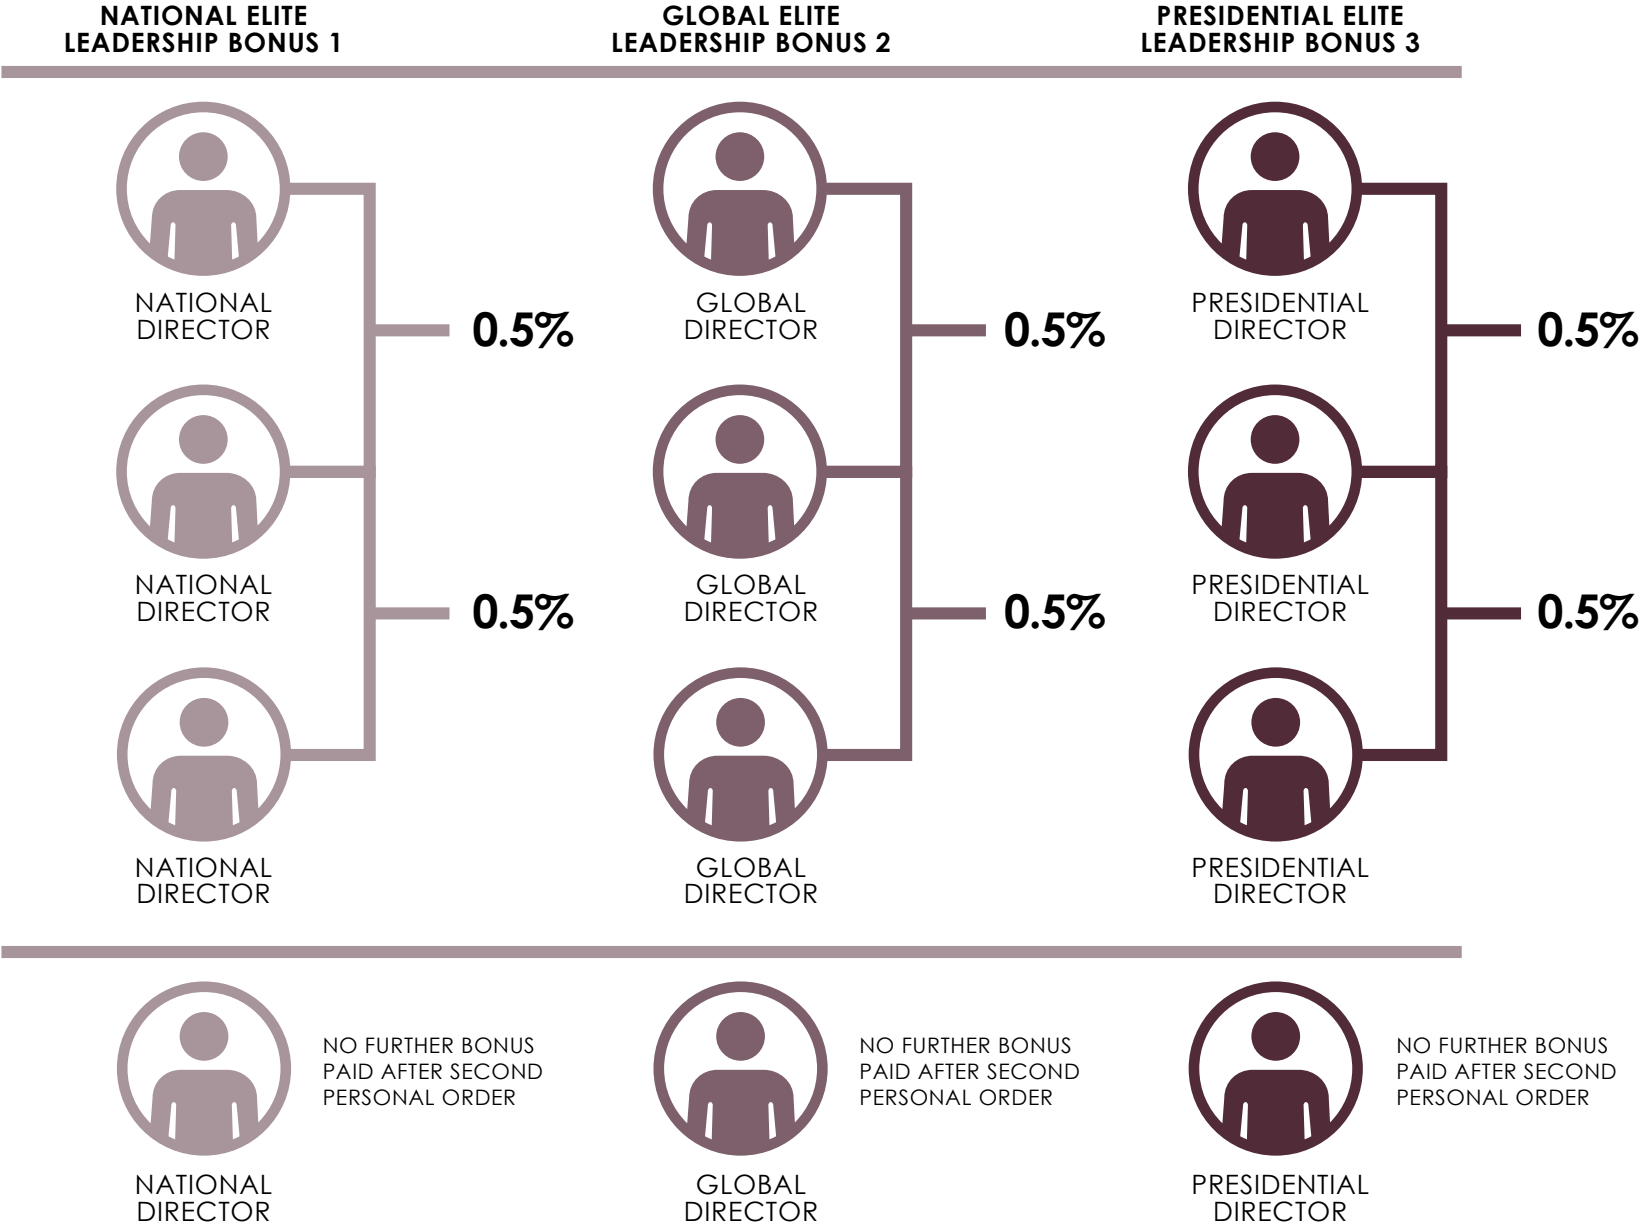 NATIONAL ELITE
LEADERSHIP BONUS 1
GLOBAL ELITE
LEADERSHIP BONUS 2
PRESIDENTIAL ELITE
LEADERSHIP BONUS 3
NATIONAL
DIRECTOR
0.5%
GLOBAL
DIRECTOR
0.5%
PRESIDENTIAL
DIRECTOR
0.5%
NATIONAL
DIRECTOR
0.5%
GLOBAL
DIRECTOR
0.5%
PRESIDENTIAL
DIRECTOR
0.5%
NATIONAL
DIRECTOR
GLOBAL
DIRECTOR
PRESIDENTIAL
DIRECTOR
NO FURTHER BONUS
PAID AFTER SECOND
PERSONAL ORDER
NATIONAL
DIRECTOR
NO FURTHER BONUS
PAID AFTER SECOND
PERSONAL ORDER
GLOBAL
DIRECTOR
NO FURTHER BONUS
PAID AFTER SECOND
PERSONAL ORDER
PRESIDENTIAL
DIRECTOR